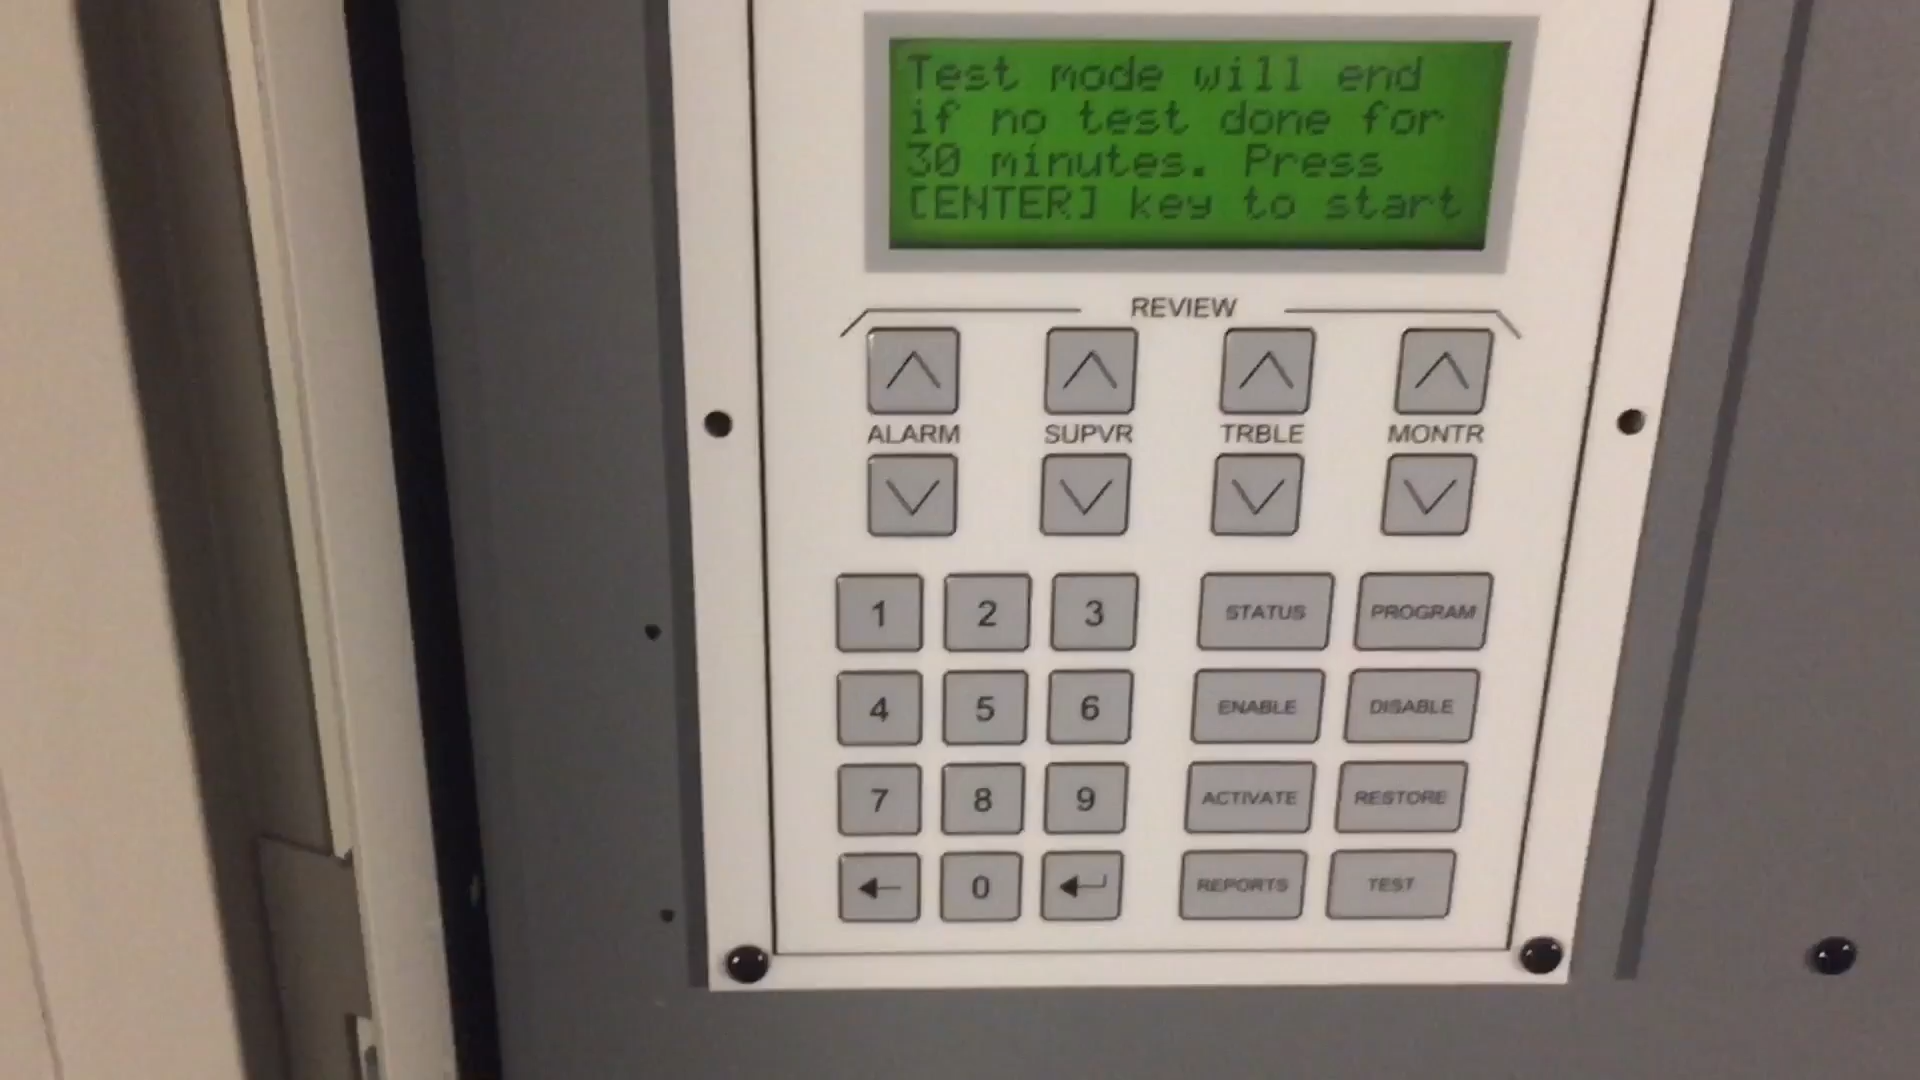 Test mode will end
if no test done for
30 minutes. Press
[ENTER] key to start
REVIEW
ALARM SUPVR TRBLE MONTR
1 2 3 STATUS PROGRAM
4 5 6 ENABLE DISABLE
7 8 9 ACTIVATE RESTORE
0 REPORTS TEST